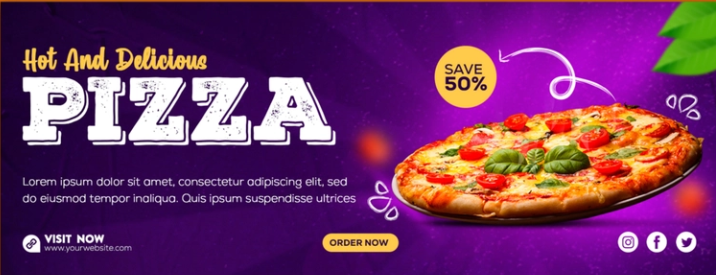 Hot And Delicious
PIZZA
SAVE
50%
Lorem ipsum dolor sit amet, consectetur adipiscing elit, sed
do eiusmod tempor inaliqua. Quis ipsum suspendisse ultrices
VISIT NOW
www.yourwebsite.com
ORDER NOW